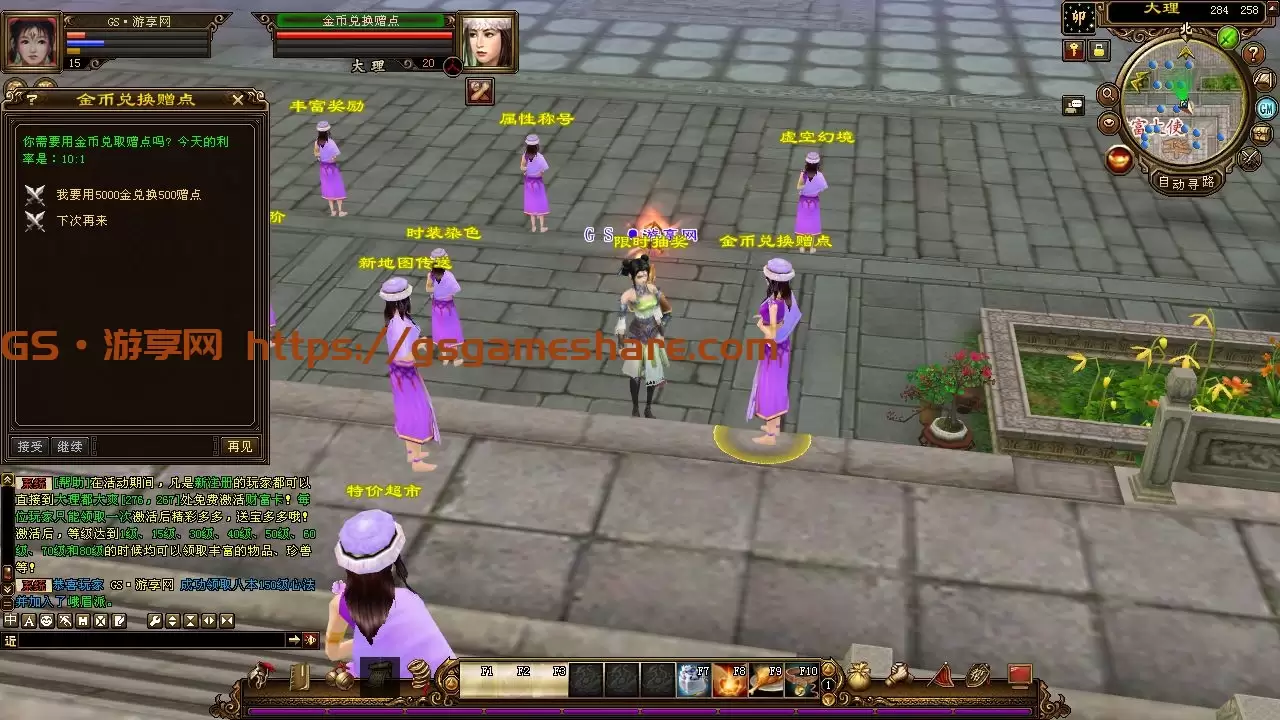 GS·游享网
15
金币兑换赠点
大理
20
大理
284 258
北
GM
自动寻路
金币兑换赠点
你需要用金币兑取赠点吗？今天的利
率是：10:1
我要用5000金兑换500赠点
下次再来
接受
继续
再见
丰富奖励
属性称号
虚空幻境
价
时装染色
GS●游享网
限时抽奖
金币兑换赠点
新地图传送
GS·游享网 https://gsgameshare.com
特价超市
[帮助]在活动期间，凡是新注册的玩家都可以
直接到大理都大爽[276，267]处免费激活财富卡！每
位玩家只能领取一次激活后精彩多多，送宝多多哦！
激活后，等级达到1级、15级、30级、40级、50级、60
级、70级和80级的时候均可以领取丰富的物品、珍兽
等！
恭喜玩家 GS·游享网 成功领取八本150级心法
并加入了峨眉派。
近
F1
F2
F3
F7
F8
F9
F10